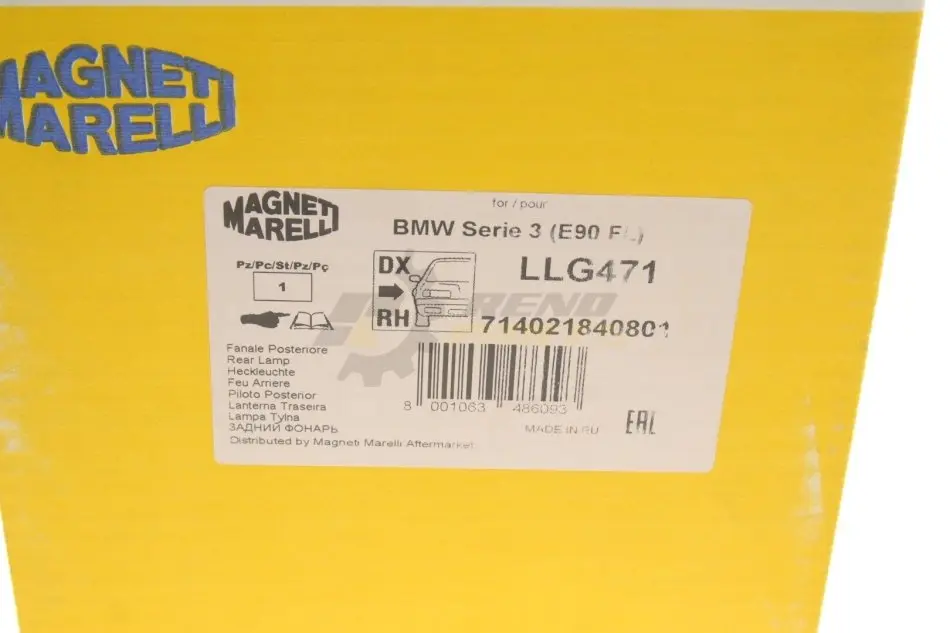 MAGNETI
MARELLI
MAGNETI
MARELLI
for / pour
BMW Serie 3 (E90 FL)
Pz/Pc/St/Pz/Pç
1
DX
RH
LLG471
714021840801
Fanale Posteriore
Rear Lamp
Heckleuchte
Feu Arriere
Piloto Posterior
Lanterna Traseira
Lampa Tylna
ЗАДНИЙ ФОНАРЬ
Distributed by Magneti Marelli Aftermarket
8 001063 486093
MADE IN RU
EAC